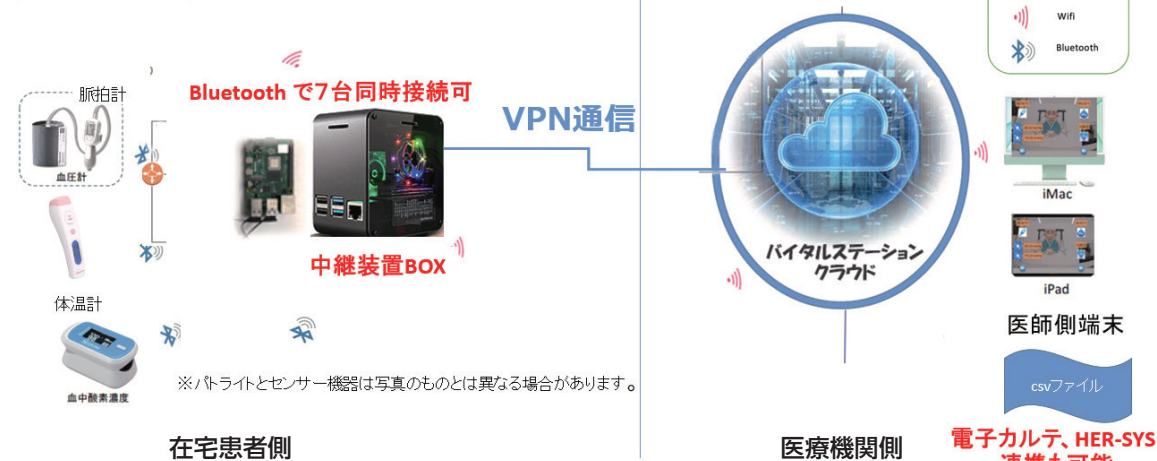 Wifi
Bluetooth
脈拍計
Bluetooth で7台同時接続可
VPN通信
血圧計
iMac
バイタルステーション
クラウド
中継装置BOX
iPad
体温計
医師側端末
※パトライトとセンサー機器は写真のものとは異なる場合があります。
csvファイル
血中酸素濃度
在宅患者側
医療機関側
電子カルテ、HER-SYS
連携も可能